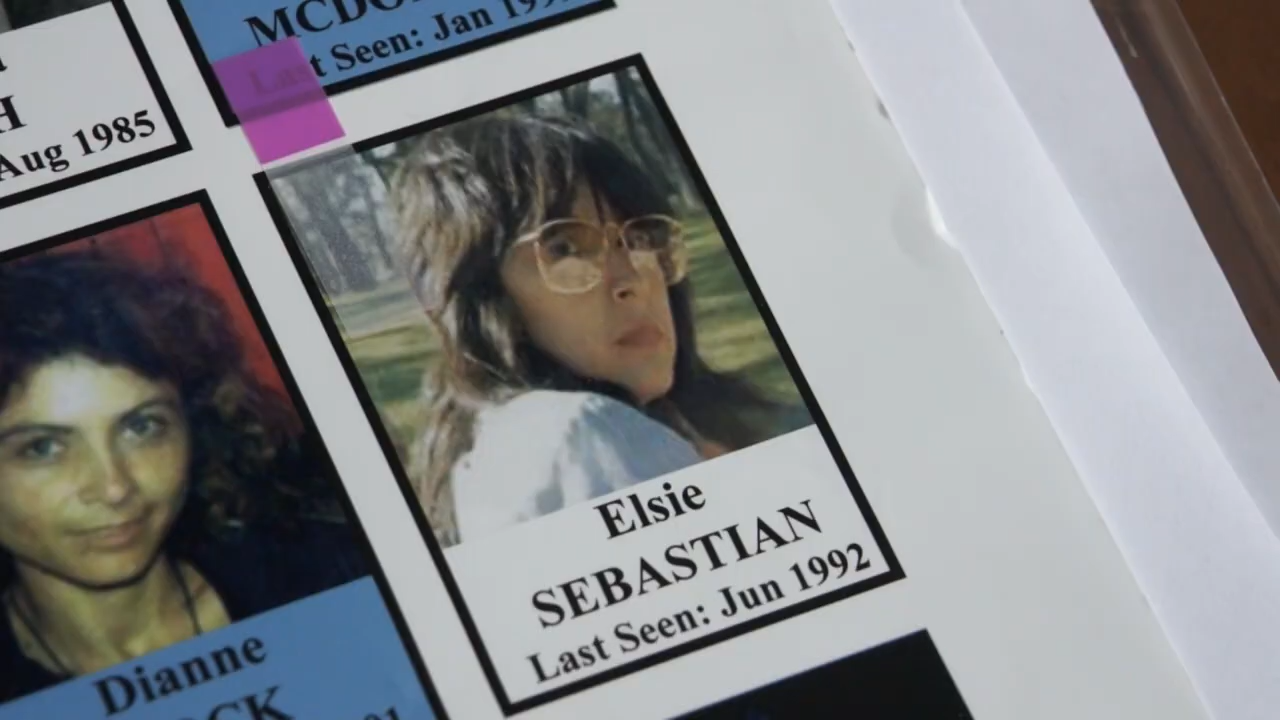 Last Seen: Jan
H
Aug 1985
Elsie
SEBASTIAN
Last Seen: Jun 1992
Dianne